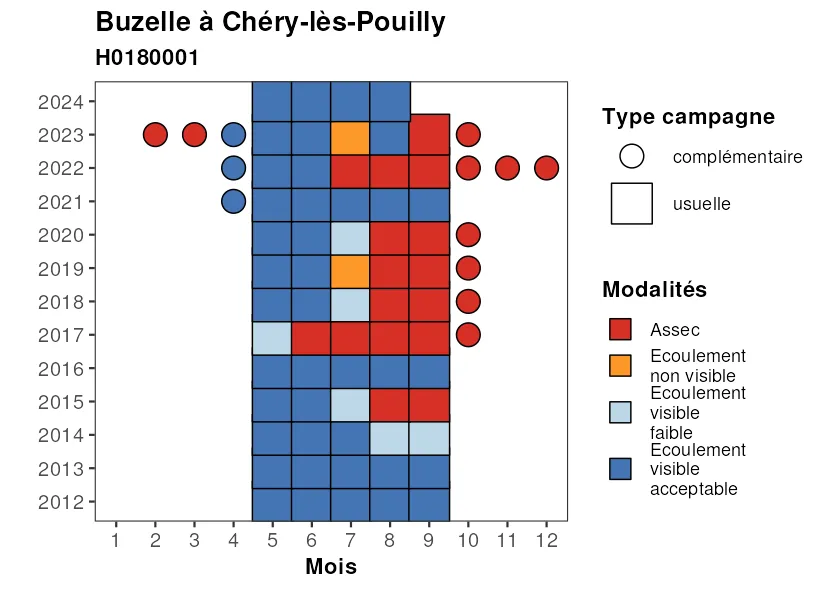 Buzelle à Chéry-lès-Pouilly
H0180001
2024
2023
2022
2021
2020
2019
2018
2017
2016
2015
2014
2013
2012
1 2 3 4 5 6 7 8 9 10 11 12
Mois
Type campagne
complémentaire
usuelle
Modalités
Assec
Ecoulement
non visible
Ecoulement
visible
faible
Ecoulement
visible
acceptable